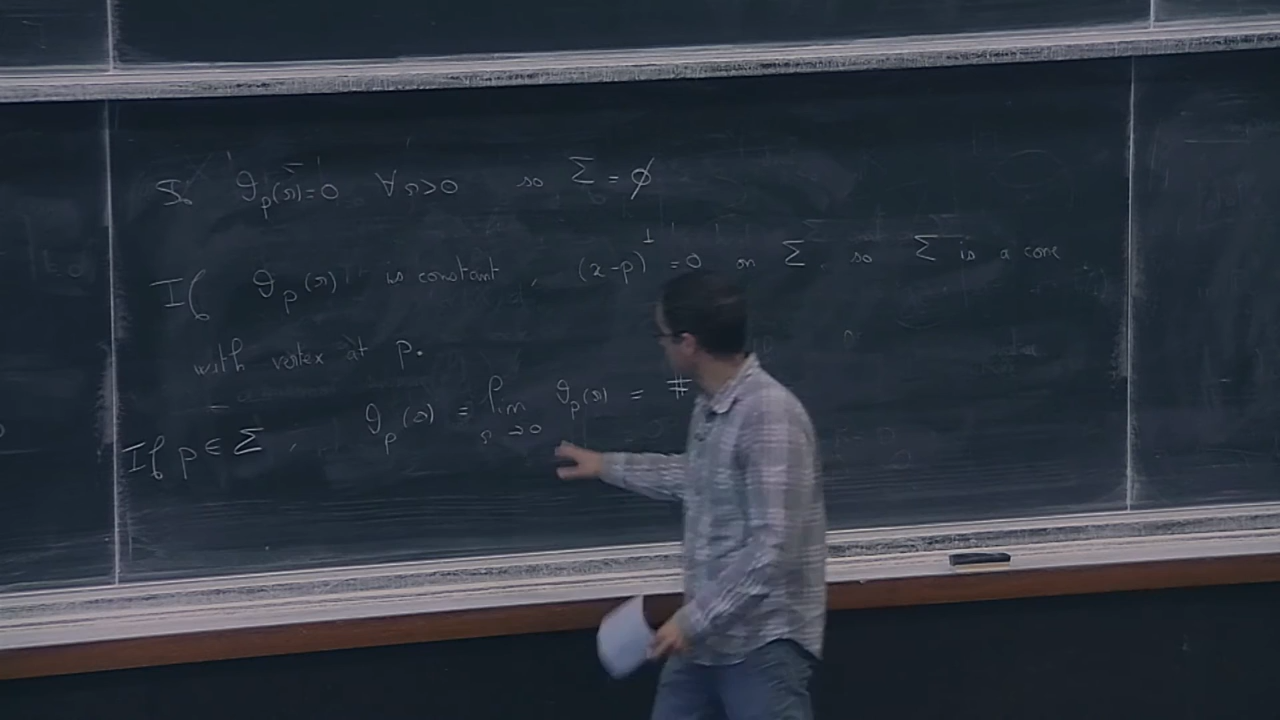 So ϑ_p(r)=0 ∀ r>0 so Σ = ∅
If ϑ_p(r) is constant, (x-p)^⊥ =0 on Σ, so Σ is a cone
with vertex at p.
If p ∈ Σ, ϑ_p(0) = lim_{r→0} ϑ_p(r) = #